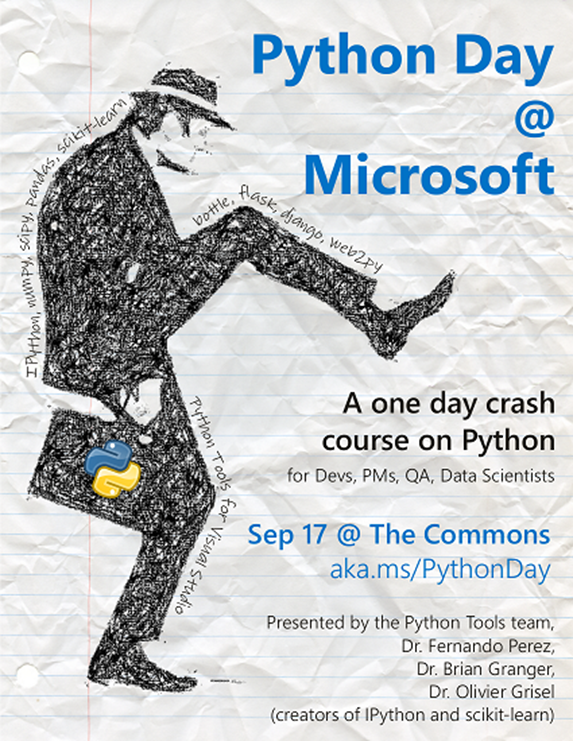 Python Day
@
Microsoft
IPython, numpy, scipy, pandas, scikit-learn
bottle, flask, django, web2py
A one day crash
course on Python
for Devs, PMs, QA, Data Scientists
Python Tools for Visual Studio
Sep 17 @ The Commons
aka.ms/PythonDay
Presented by the Python Tools team,
Dr. Fernando Perez,
Dr. Brian Granger,
Dr. Olivier Grisel
(creators of IPython and scikit-learn)